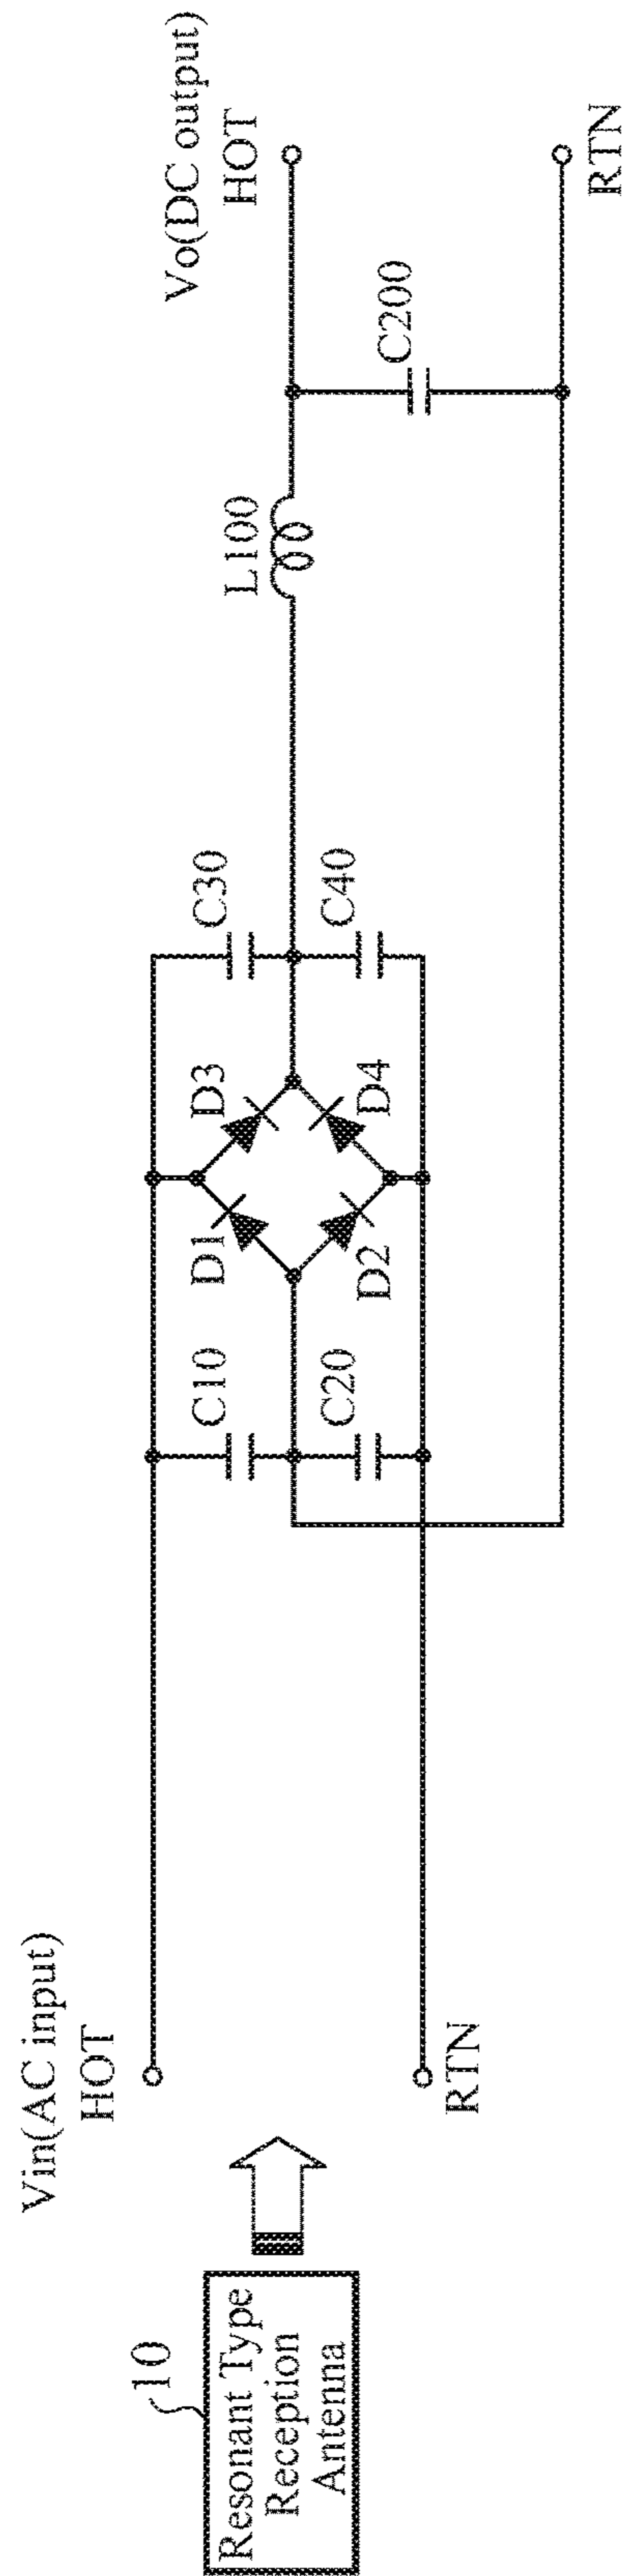 10
Resonant Type
Reception
Antenna
Vin(AC input)
HOT
RTN
C10
C20
D1
D2
D3
D4
C30
C40
L100
C200
Vo(DC output)
HOT
RTN